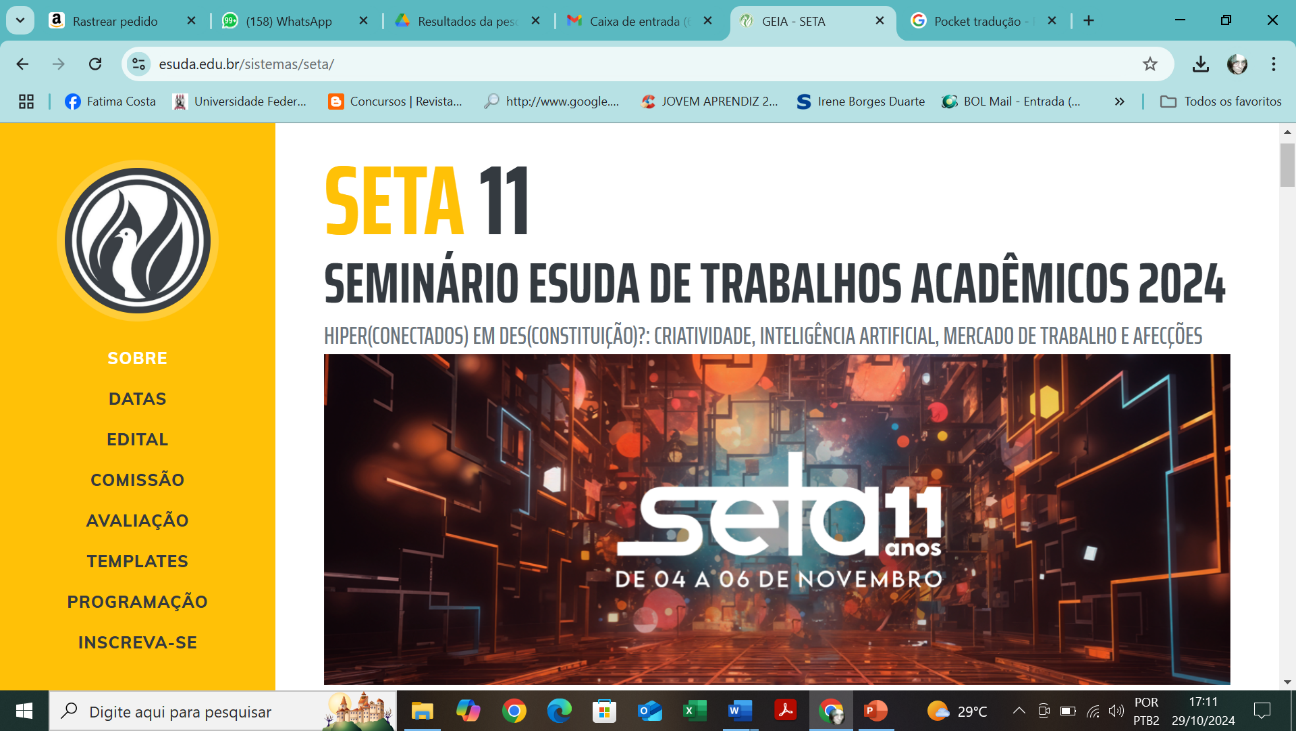 Rastrear pedido
99+
(158) WhatsApp
Resultados da pes
Caixa de entrada (
GEIA - SETA
Pocket tradução -
esuda.edu.br/sistemas/seta/
Fatima Costa
Universidade Feder...
Concursos | Revista...
http://www.google....
JOVEM APRENDIZ 2...
Irene Borges Duarte
BOL Mail - Entrada (...
Todos os favoritos
SETA 11
SEMINÁRIO ESUDA DE TRABALHOS ACADÊMICOS 2024
HIPER(CONECTADOS) EM DES(CONSTITUIÇÃO)?: CRIATIVIDADE, INTELIGÊNCIA ARTIFICIAL, MERCADO DE TRABALHO E AFECÇÕES
SOBRE
DATAS
EDITAL
COMISSÃO
AVALIAÇÃO
TEMPLATES
PROGRAMAÇÃO
INSCREVA-SE
seta 11
anos
DE 04 A 06 DE NOVEMBRO
Digite aqui para pesquisar
29°C
POR
PTB2
17:11
29/10/2024